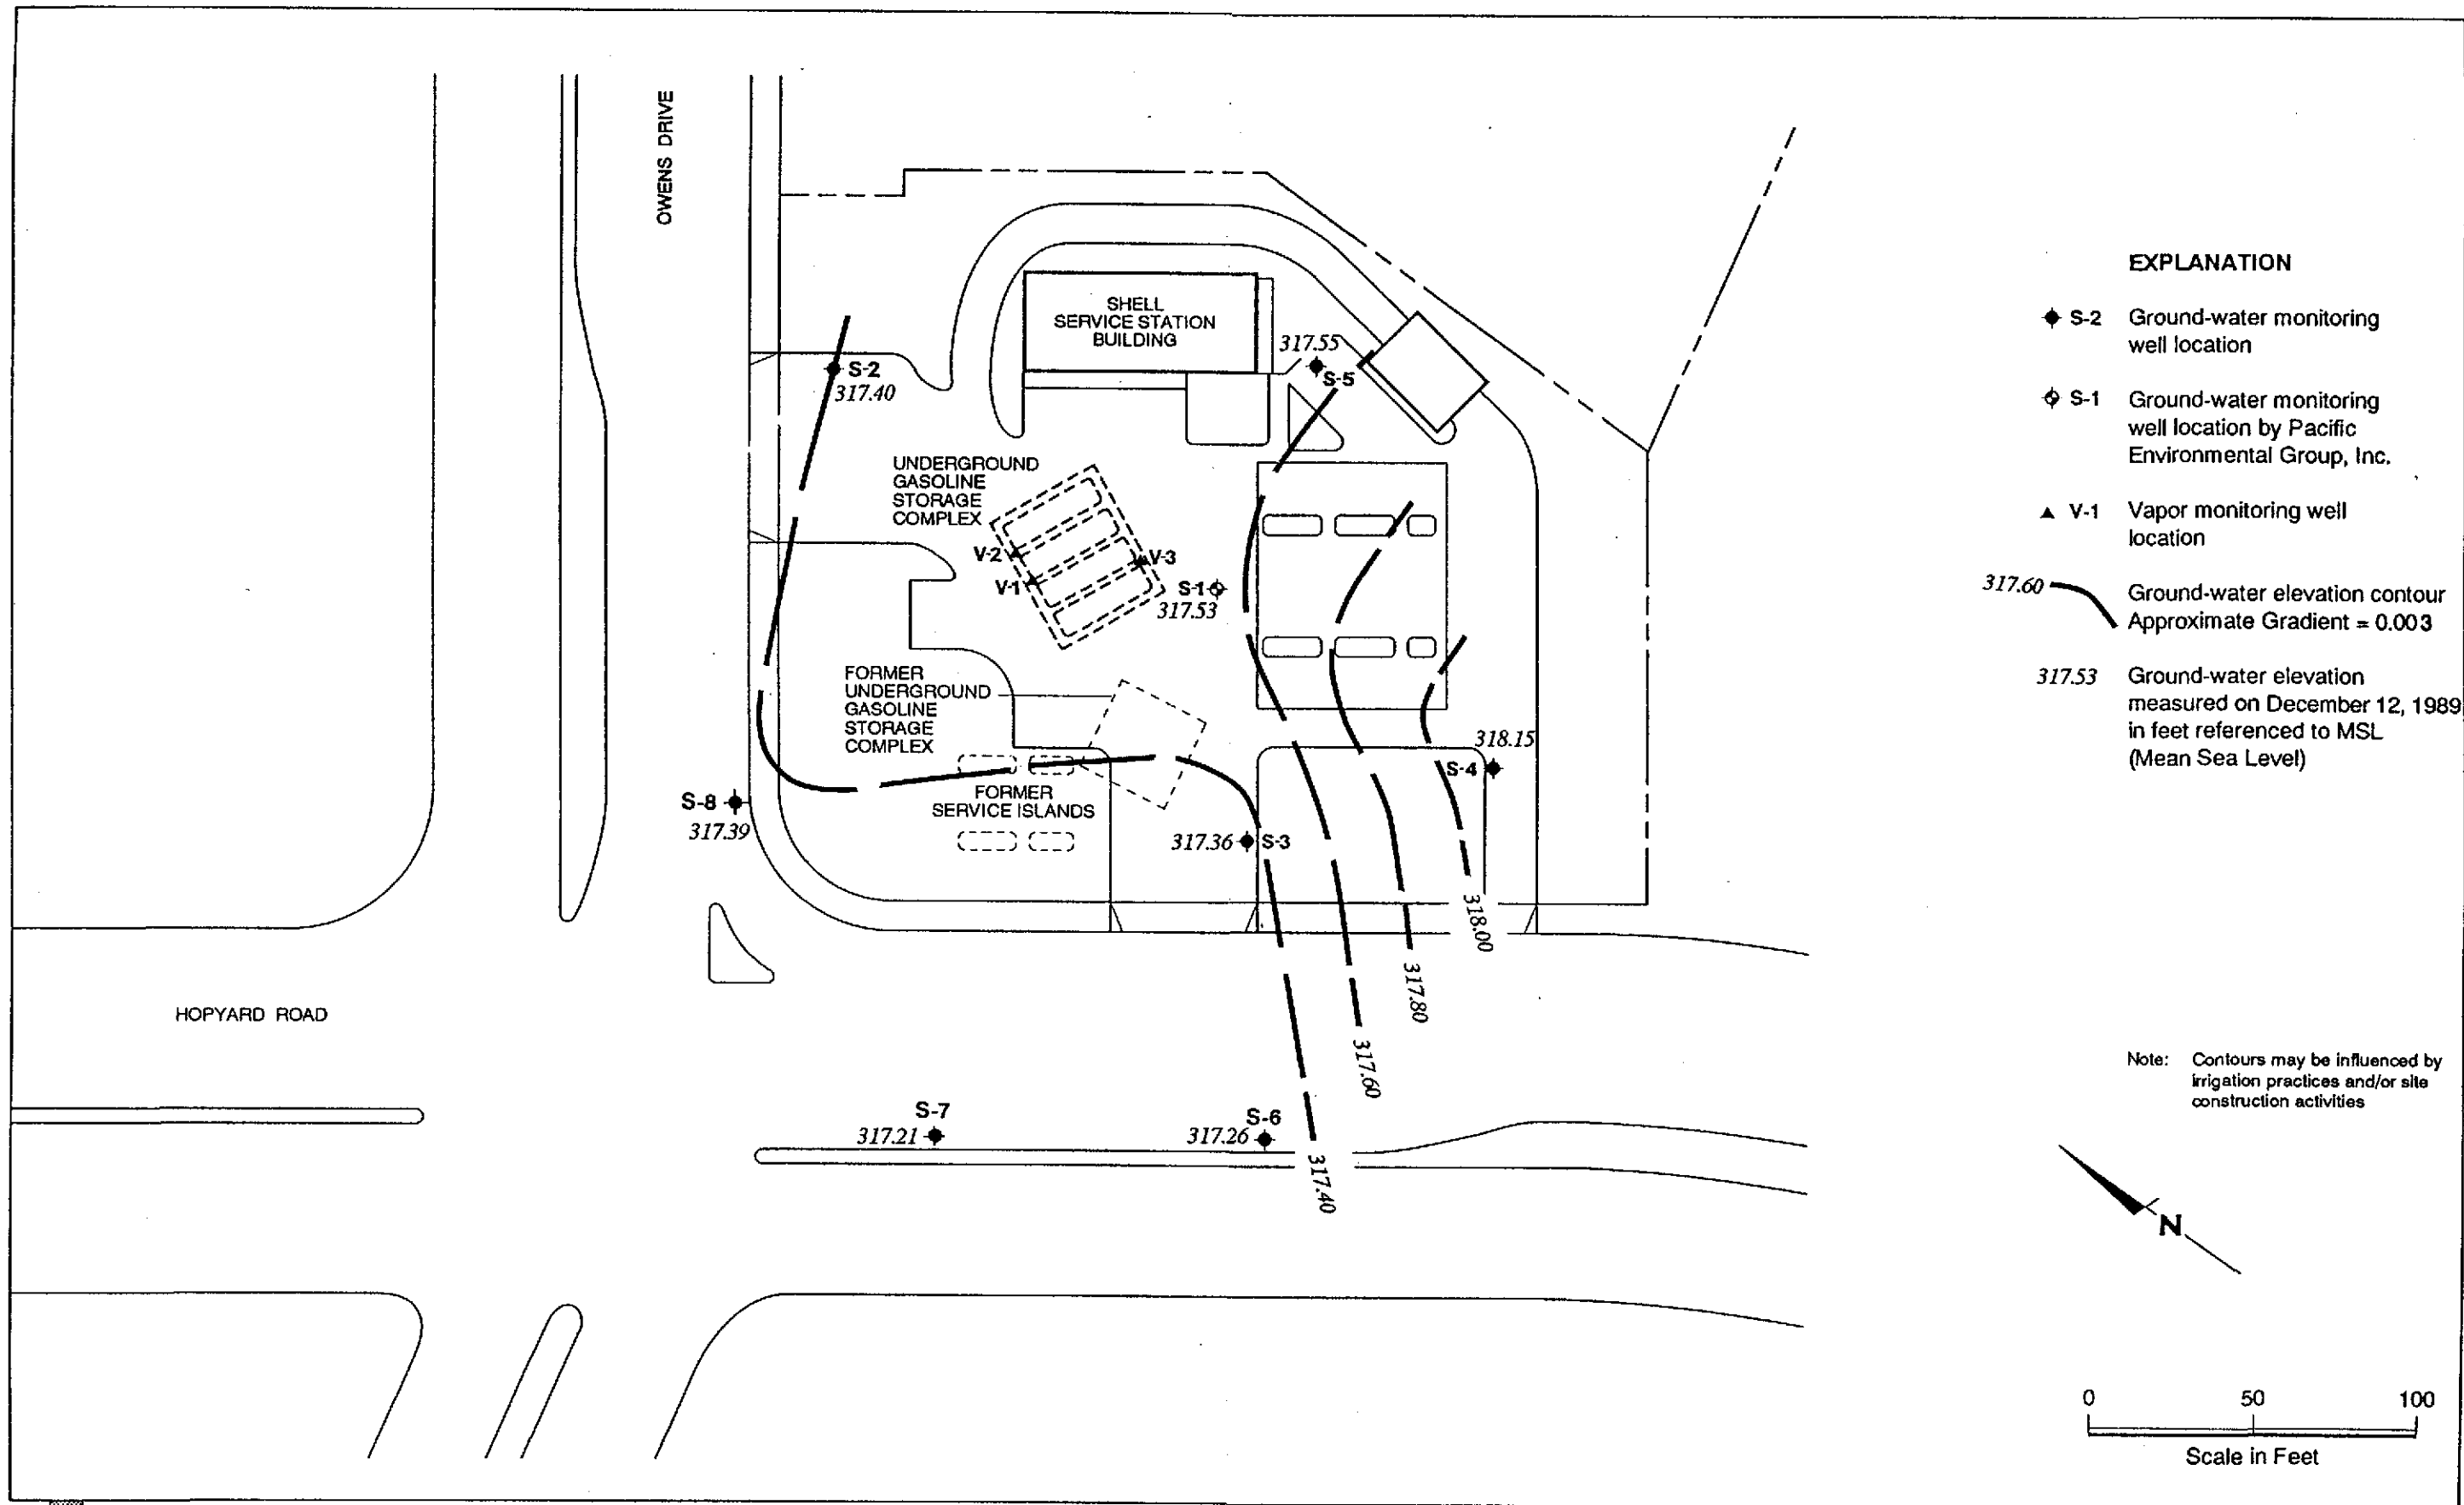 OWENS DRIVE
SHELL
SERVICE STATION
BUILDING
317.55
S-5
S-2
317.40
UNDERGROUND
GASOLINE
STORAGE
COMPLEX
V-2
V-1
V-3
S-1
317.53
FORMER
UNDERGROUND
GASOLINE
STORAGE
COMPLEX
318.15
S-4
S-8
317.39
FORMER
SERVICE ISLANDS
317.36
S-3
318.00
317.80
317.60
317.40
HOPYARD ROAD
S-7
317.21
S-6
317.26
EXPLANATION
S-2 Ground-water monitoring
well location
S-1 Ground-water monitoring
well location by Pacific
Environmental Group, Inc.
V-1 Vapor monitoring well
location
317.60 Ground-water elevation contour
Approximate Gradient = 0.003
317.53 Ground-water elevation
measured on December 12, 1989
in feet referenced to MSL
(Mean Sea Level)
Note: Contours may be influenced by
irrigation practices and/or site
construction activities
N
0 50 100
Scale in Feet